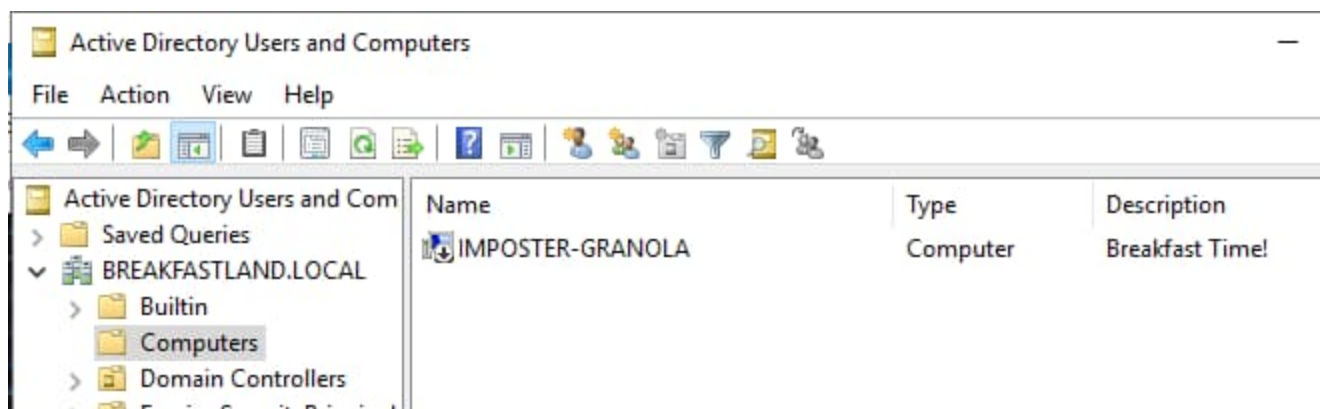 Active Directory Users and Computers
File Action View Help
Active Directory Users and Com
Saved Queries
BREAKFASTLAND.LOCAL
Builtin
Computers
Domain Controllers
Name Type Description
IMPOSTER-GRANOLA Computer Breakfast Time!